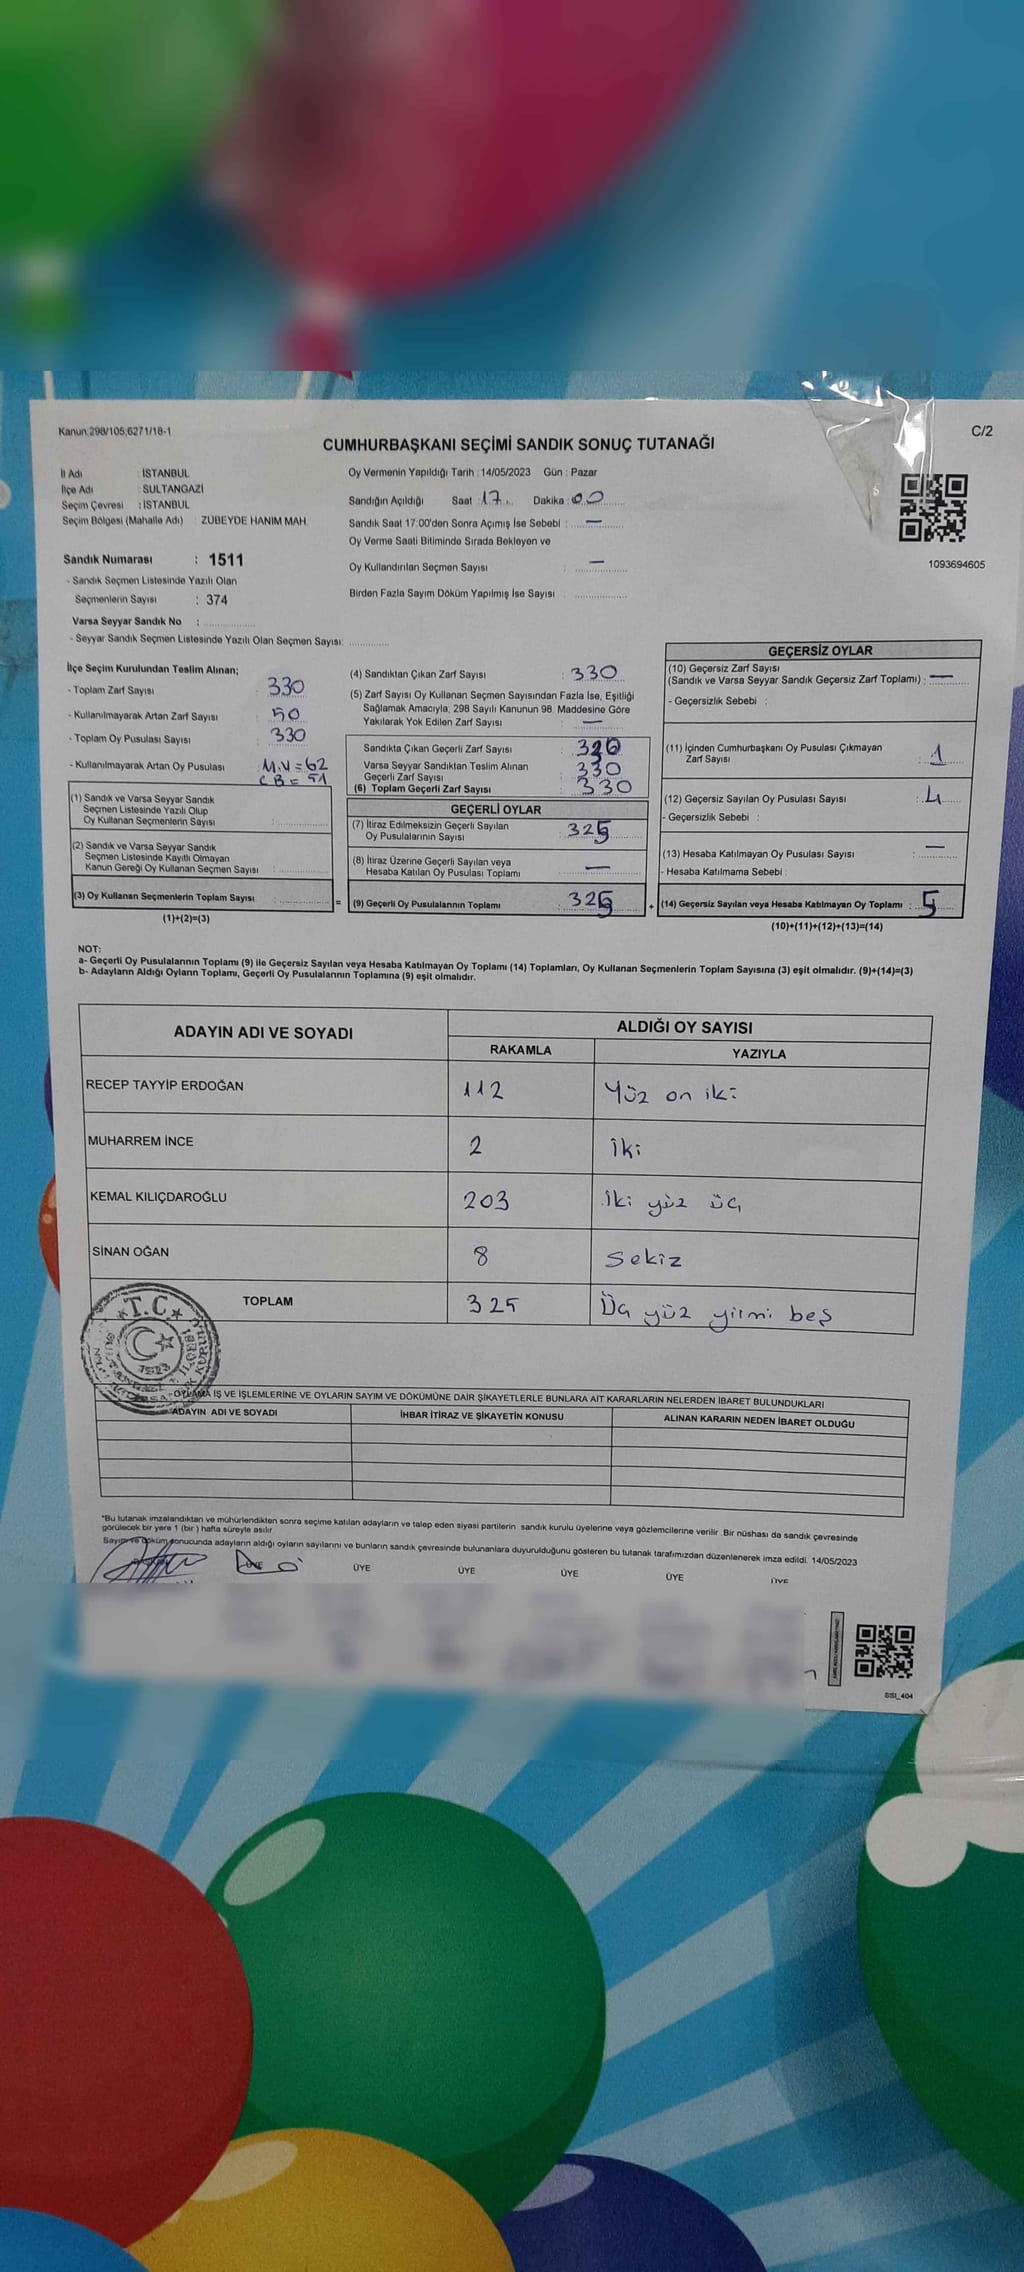 Kanun:298/105;6271/18-1
C/2
CUMHURBAŞKANI SEÇİMİ SANDIK SONUÇ TUTANAĞI
İl Adı : İSTANBUL
İlçe Adı : SULTANGAZİ
Seçim Çevresi : İSTANBUL
Seçim Bölgesi (Mahalle Adı) ZÜBEYDE HANIM MAH.
Sandık Numarası : 1511
- Sandık Seçmen Listesinde Yazılı Olan
Seçmenlerin Sayısı : 374
Varsa Seyyar Sandık No :
- Seyyar Sandık Seçmen Listesinde Yazılı Olan Seçmen Sayısı:
Oy Vermenin Yapıldığı Tarih : 14/05/2023 Gün : Pazar
Sandığın Açıldığı Saat : 17 Dakika : 00
Sandık Saat 17:00'den Sonra Açımış İse Sebebi : —
Oy Verme Saati Bitiminde Sırada Bekleyen ve
Oy Kullandırılan Seçmen Sayısı : —
Birden Fazla Sayım Döküm Yapılmış İse Sayısı :
1093694605
İlçe Seçim Kurulundan Teslim Alınan;
- Toplam Zarf Sayısı : 330
- Kullanılmayarak Artan Zarf Sayısı : 50
- Toplam Oy Pusulası Sayısı : 330
- Kullanılmayarak Artan Oy Pusulası : M.V = 62
CB = 51
(1) Sandık ve Varsa Seyyar Sandık
Seçmen Listesinde Yazılı Olup
Oy Kullanan Seçmenlerin Sayısı :
(2) Sandık ve Varsa Seyyar Sandık
Seçmen Listesinde Kayıtlı Olmayan
Kanun Gereği Oy Kullanan Seçmen Sayısı :
(3) Oy Kullanan Seçmenlerin Toplam Sayısı :
(1)+(2)=(3)
(4) Sandıktan Çıkan Zarf Sayısı : 330
(5) Zarf Sayısı Oy Kullanan Seçmen Sayısından Fazla İse, Eşitliği
Sağlamak Amacıyla, 298 Sayılı Kanunun 98. Maddesine Göre
Yakılarak Yok Edilen Zarf Sayısı : —
Sandıkta Çıkan Geçerli Zarf Sayısı :
Varsa Seyyar Sandıktan Teslim Alınan
Geçerli Zarf Sayısı : 330
(6) Toplam Geçerli Zarf Sayısı : 330
GEÇERLİ OYLAR
(7) İtiraz Edilmeksizin Geçerli Sayılan
Oy Pusulalarının Sayısı : 325
(8) İtiraz Üzerine Geçerli Sayılan veya
Hesaba Katılan Oy Pusulası Toplamı : —
= (9) Geçerli Oy Pusulalarının Toplamı : 325
GEÇERSİZ OYLAR
(10) Geçersiz Zarf Sayısı
(Sandık ve Varsa Seyyar Sandık Geçersiz Zarf Toplamı) : —
- Geçersizlik Sebebi :
(11) İçinden Cumhurbaşkanı Oy Pusulası Çıkmayan
Zarf Sayısı : 1
(12) Geçersiz Sayılan Oy Pusulası Sayısı : 4
- Geçersizlik Sebebi :
(13) Hesaba Katılmayan Oy Pusulası Sayısı : —
- Hesaba Katılmama Sebebi :
+ (14) Geçersiz Sayılan veya Hesaba Katılmayan Oy Toplamı : 5
(10)+(11)+(12)+(13)=(14)
NOT:
a- Geçerli Oy Pusulalarının Toplamı (9) ile Geçersiz Sayılan veya Hesaba Katılmayan Oy Toplamı (14) Toplamları, Oy Kullanan Seçmenlerin Toplam Sayısına (3) eşit olmalıdır. (9)+(14)=(3)
b- Adayların Aldığı Oyların Toplamı, Geçerli Oy Pusulalarının Toplamına (9) eşit olmalıdır.
ADAYIN ADI VE SOYADI ALDIĞI OY SAYISI
RAKAMLA YAZIYLA
RECEP TAYYİP ERDOĞAN 112 Yüz on iki
MUHARREM İNCE 2 İki
KEMAL KILIÇDAROĞLU 203 İki yüz üç
SİNAN OĞAN 8 Sekiz
TOPLAM 325 Üç yüz yirmi beş
T.C.
OYLAMA İŞ VE İŞLEMLERİNE VE OYLARIN SAYIM VE DÖKÜMÜNE DAİR ŞİKAYETLERLE BUNLARA AİT KARARLARIN NELERDEN İBARET BULUNDUKLARI
ADAYIN ADI VE SOYADI İHBAR İTİRAZ VE ŞİKAYETİN KONUSU ALINAN KARARIN NEDEN İBARET OLDUĞU
*Bu tutanak imzalandıktan ve mühürlendikten sonra seçime katılan adayların ve talep eden siyasi partilerin sandık kurulu üyelerine veya gözlemcilerine verilir. Bir nüshası da sandık çevresinde
görülecek bir yere 1 (bir) hafta süreyle asılır.
Sayım ve döküm sonucunda adayların aldığı oyların sayılarını ve bunların sandık çevresinde bulunanlara duyurulduğunu gösteren bu tutanak tarafımızdan düzenlenerek imza edildi. 14/05/2023
ÜYE ÜYE ÜYE ÜYE ÜYE ÜYE
SISI_404